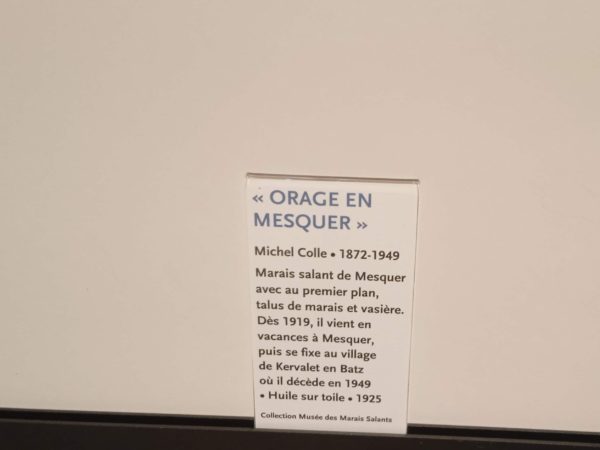 « ORAGE EN
MESQUER »
Michel Colle • 1872-1949
Marais salant de Mesquer
avec au premier plan,
talus de marais et vasière.
Dès 1919, il vient en
vacances à Mesquer,
puis se fixe au village
de Kervalet en Batz
où il décède en 1949
• Huile sur toile • 1925
Collection Musée des Marais Salants